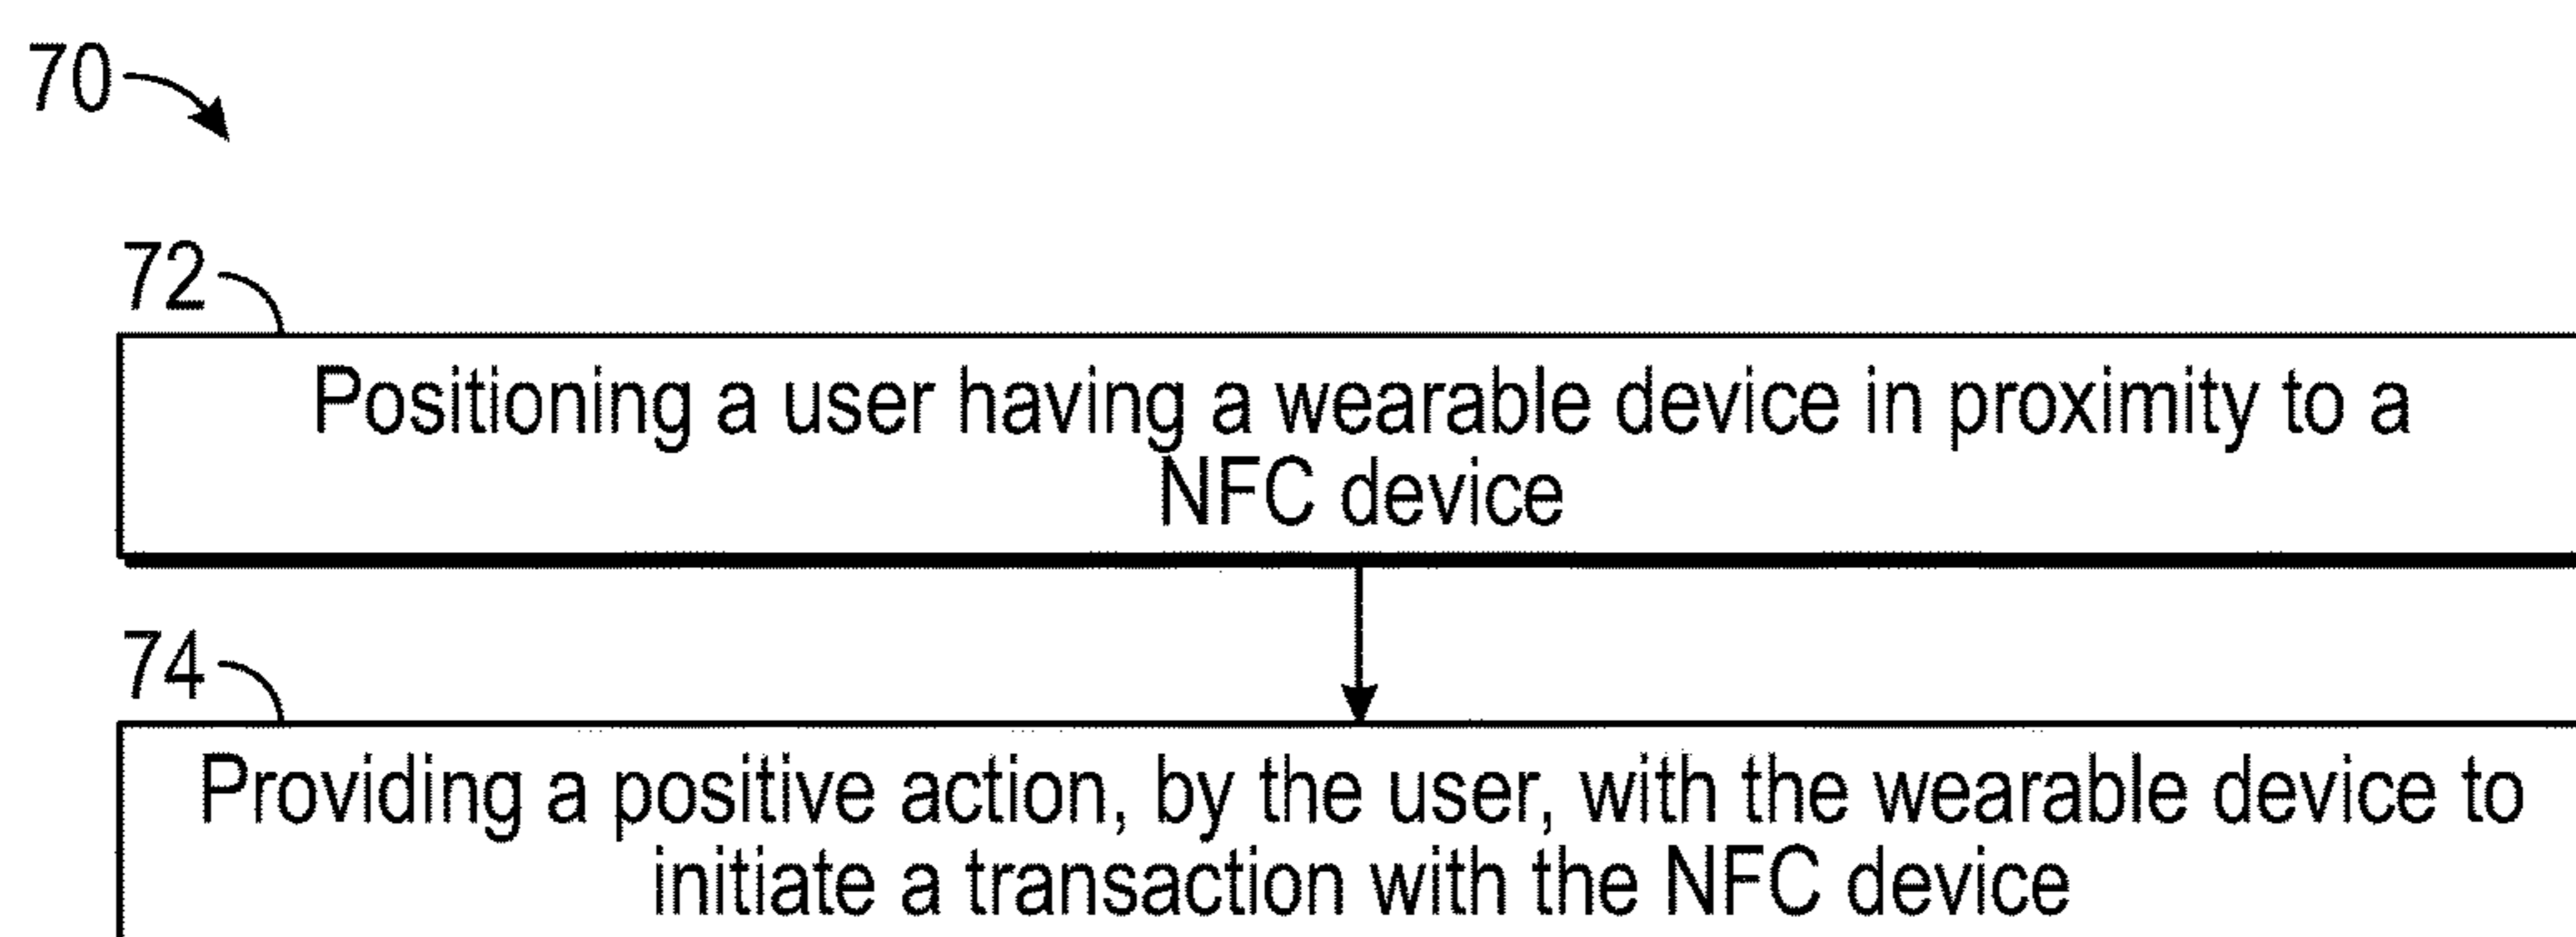 70
72
Positioning a user having a wearable device in proximity to a
NFC device
74
Providing a positive action, by the user, with the wearable device to
initiate a transaction with the NFC device